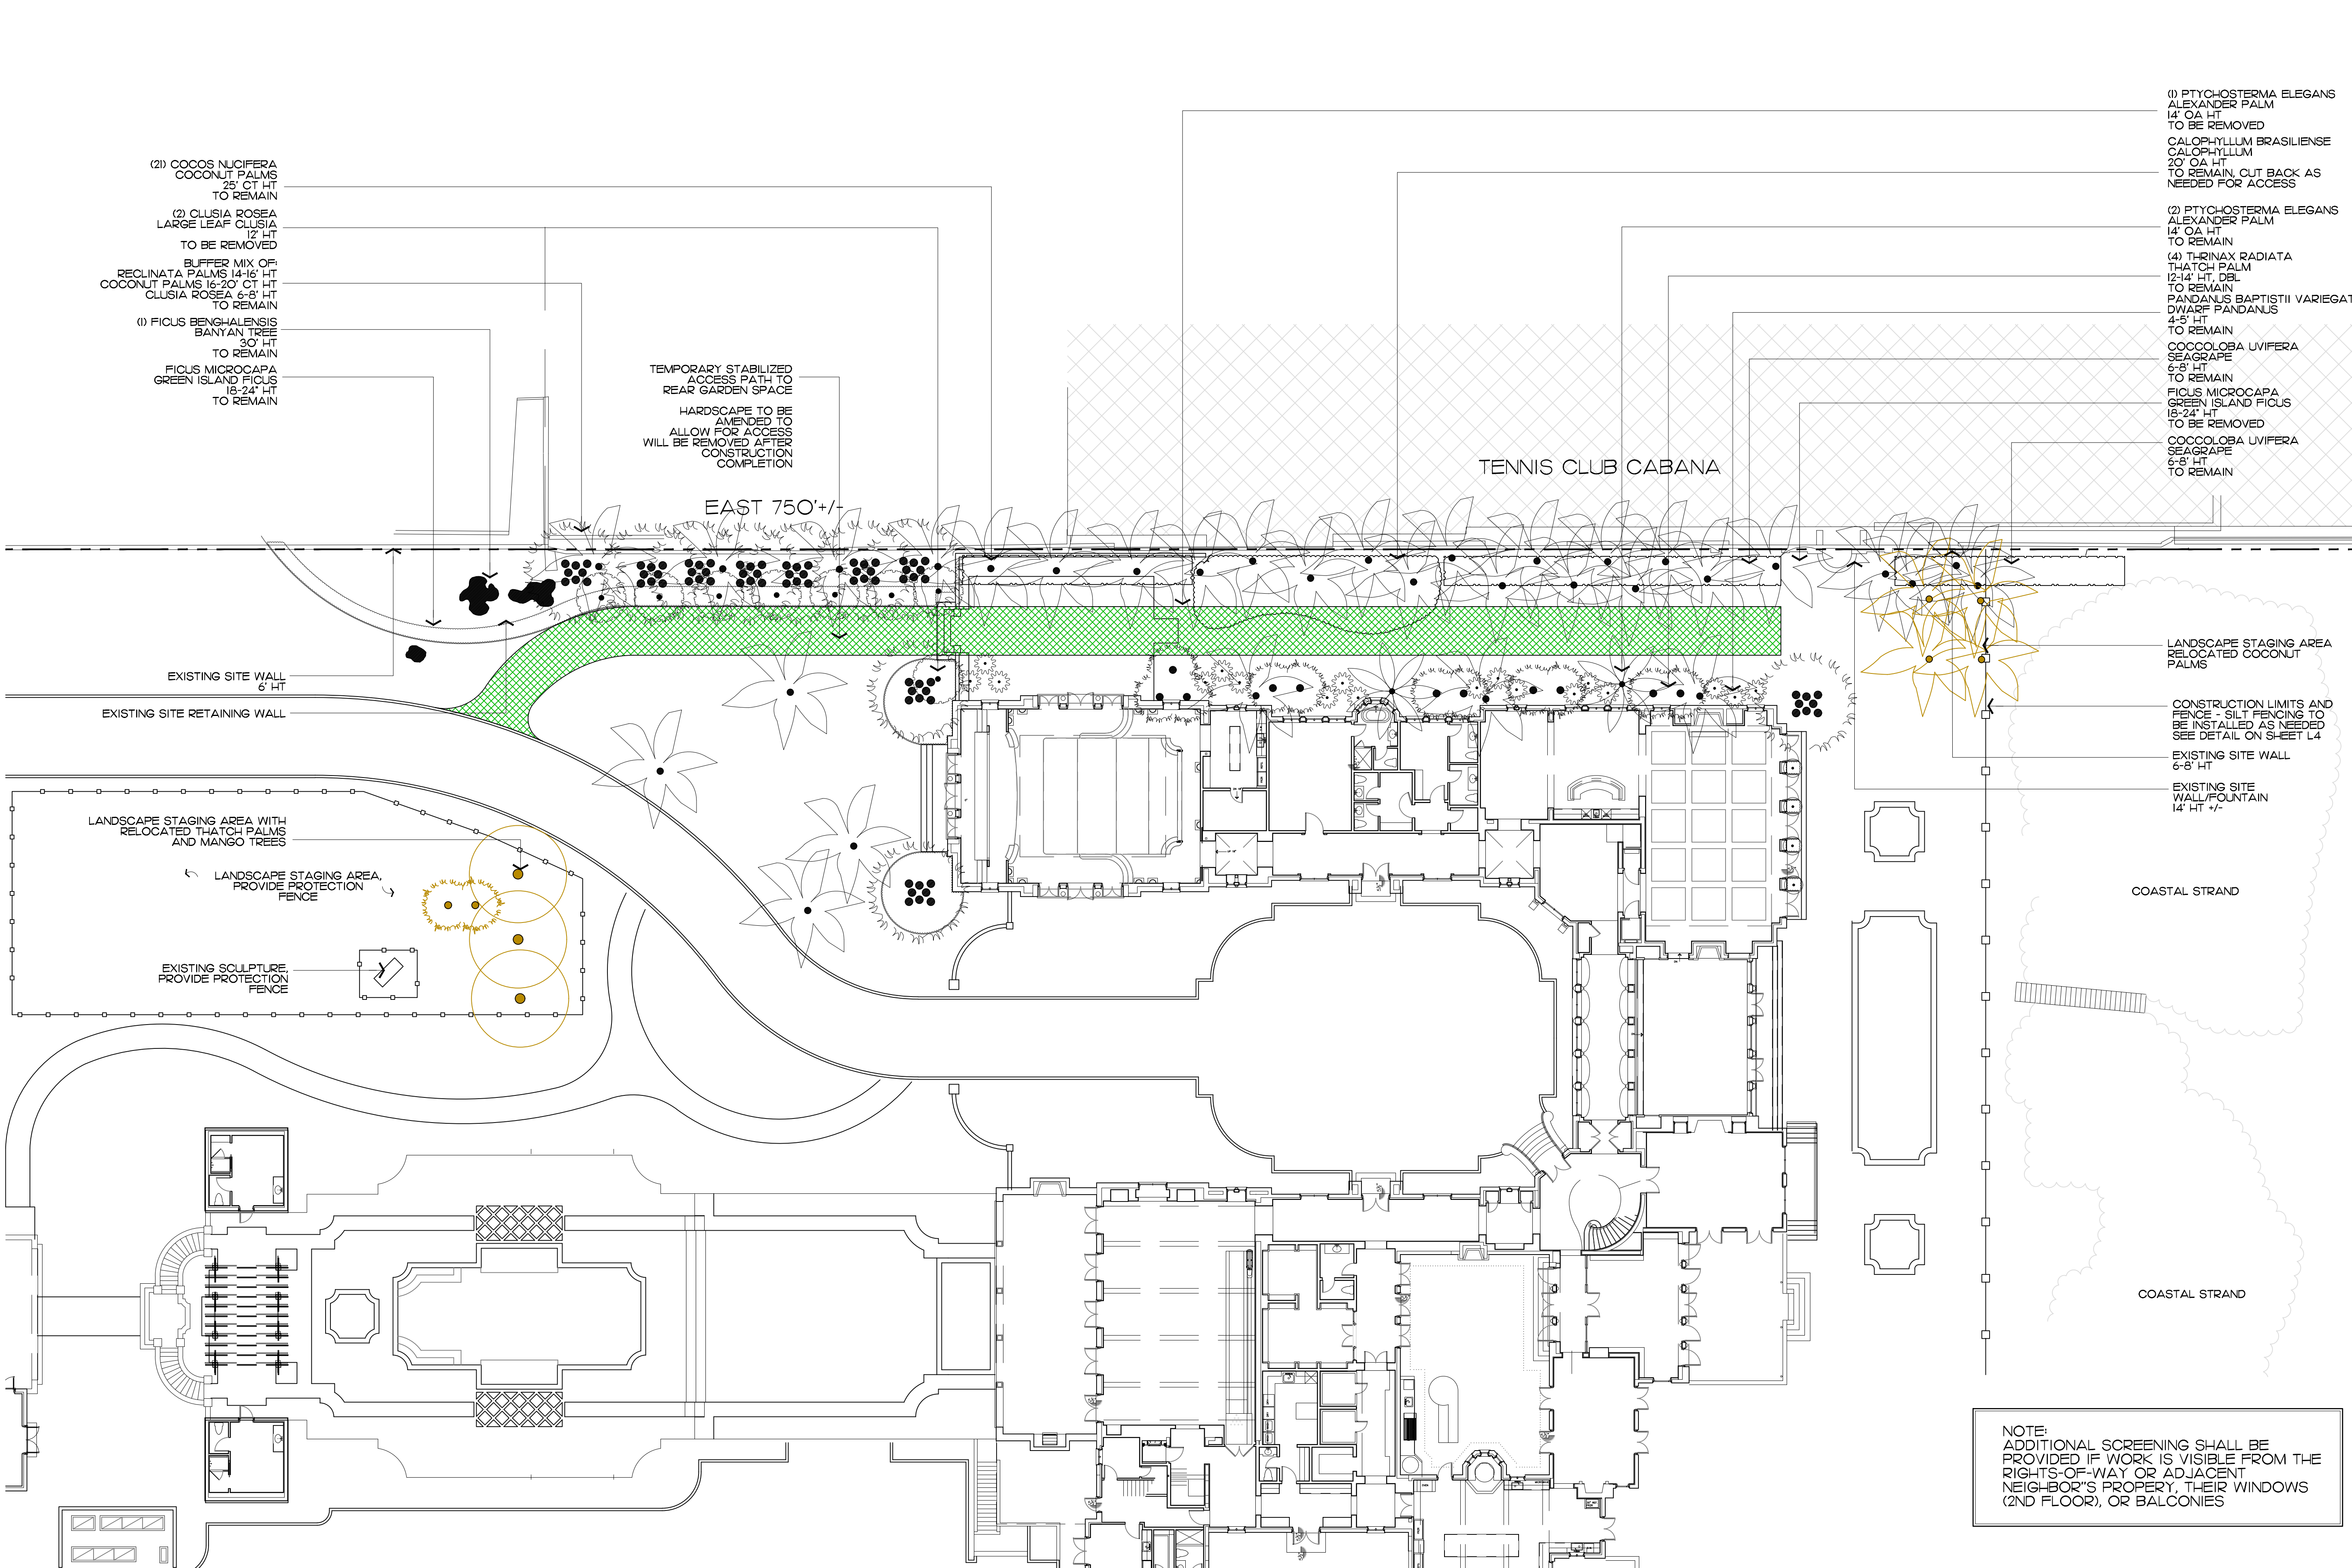 (21) COCOS NUCIFERA
COCONUT PALMS
25' CT HT
TO REMAIN
(2) CLUSIA ROSEA
LARGE LEAF CLUSIA
12' HT
TO BE REMOVED
BUFFER MIX OF:
RECLINATA PALMS 14-16' HT
COCONUT PALMS 16-20' CT HT
CLUSIA ROSEA 6-8' HT
TO REMAIN
(1) FICUS BENGHALENSIS
BANYAN TREE
30' HT
TO REMAIN
FICUS MICROCAPA
GREEN ISLAND FICUS
18-24" HT
TO REMAIN
TEMPORARY STABILIZED
ACCESS PATH TO
REAR GARDEN SPACE
HARDSCAPE TO BE
AMENDED TO
ALLOW FOR ACCESS
WILL BE REMOVED AFTER
CONSTRUCTION
COMPLETION
EAST 750'+/-
TENNIS CLUB CABANA
(1) PTYCHOSTERMA ELEGANS
ALEXANDER PALM
14' OA HT
TO BE REMOVED
CALOPHYLLUM BRASILIENSE
CALOPHYLLUM
20' OA HT
TO REMAIN, CUT BACK AS
NEEDED FOR ACCESS
(2) PTYCHOSTERMA ELEGANS
ALEXANDER PALM
14' OA HT
TO REMAIN
(4) THRINAX RADIATA
THATCH PALM
12-14' HT, DBL
TO REMAIN
PANDANUS BAPTISTII VARIEGAT
DWARF PANDANUS
4-5' HT
TO REMAIN
COCCOLOBA UVIFERA
SEAGRAPE
6-8' HT
TO REMAIN
FICUS MICROCAPA
GREEN ISLAND FICUS
18-24" HT
TO BE REMOVED
COCCOLOBA UVIFERA
SEAGRAPE
6-8' HT
TO REMAIN
EXISTING SITE WALL
6' HT
EXISTING SITE RETAINING WALL
LANDSCAPE STAGING AREA
RELOCATED COCONUT
PALMS
CONSTRUCTION LIMITS AND
FENCE - SILT FENCING TO
BE INSTALLED AS NEEDED
SEE DETAIL ON SHEET L4
EXISTING SITE WALL
6-8' HT
EXISTING SITE
WALL/FOUNTAIN
14' HT +/-
LANDSCAPE STAGING AREA WITH
RELOCATED THATCH PALMS
AND MANGO TREES
LANDSCAPE STAGING AREA,
PROVIDE PROTECTION
FENCE
EXISTING SCULPTURE,
PROVIDE PROTECTION
FENCE
COASTAL STRAND
COASTAL STRAND
NOTE:
ADDITIONAL SCREENING SHALL BE
PROVIDED IF WORK IS VISIBLE FROM THE
RIGHTS-OF-WAY OR ADJACENT
NEIGHBOR"S PROPERY, THEIR WINDOWS
(2ND FLOOR), OR BALCONIES